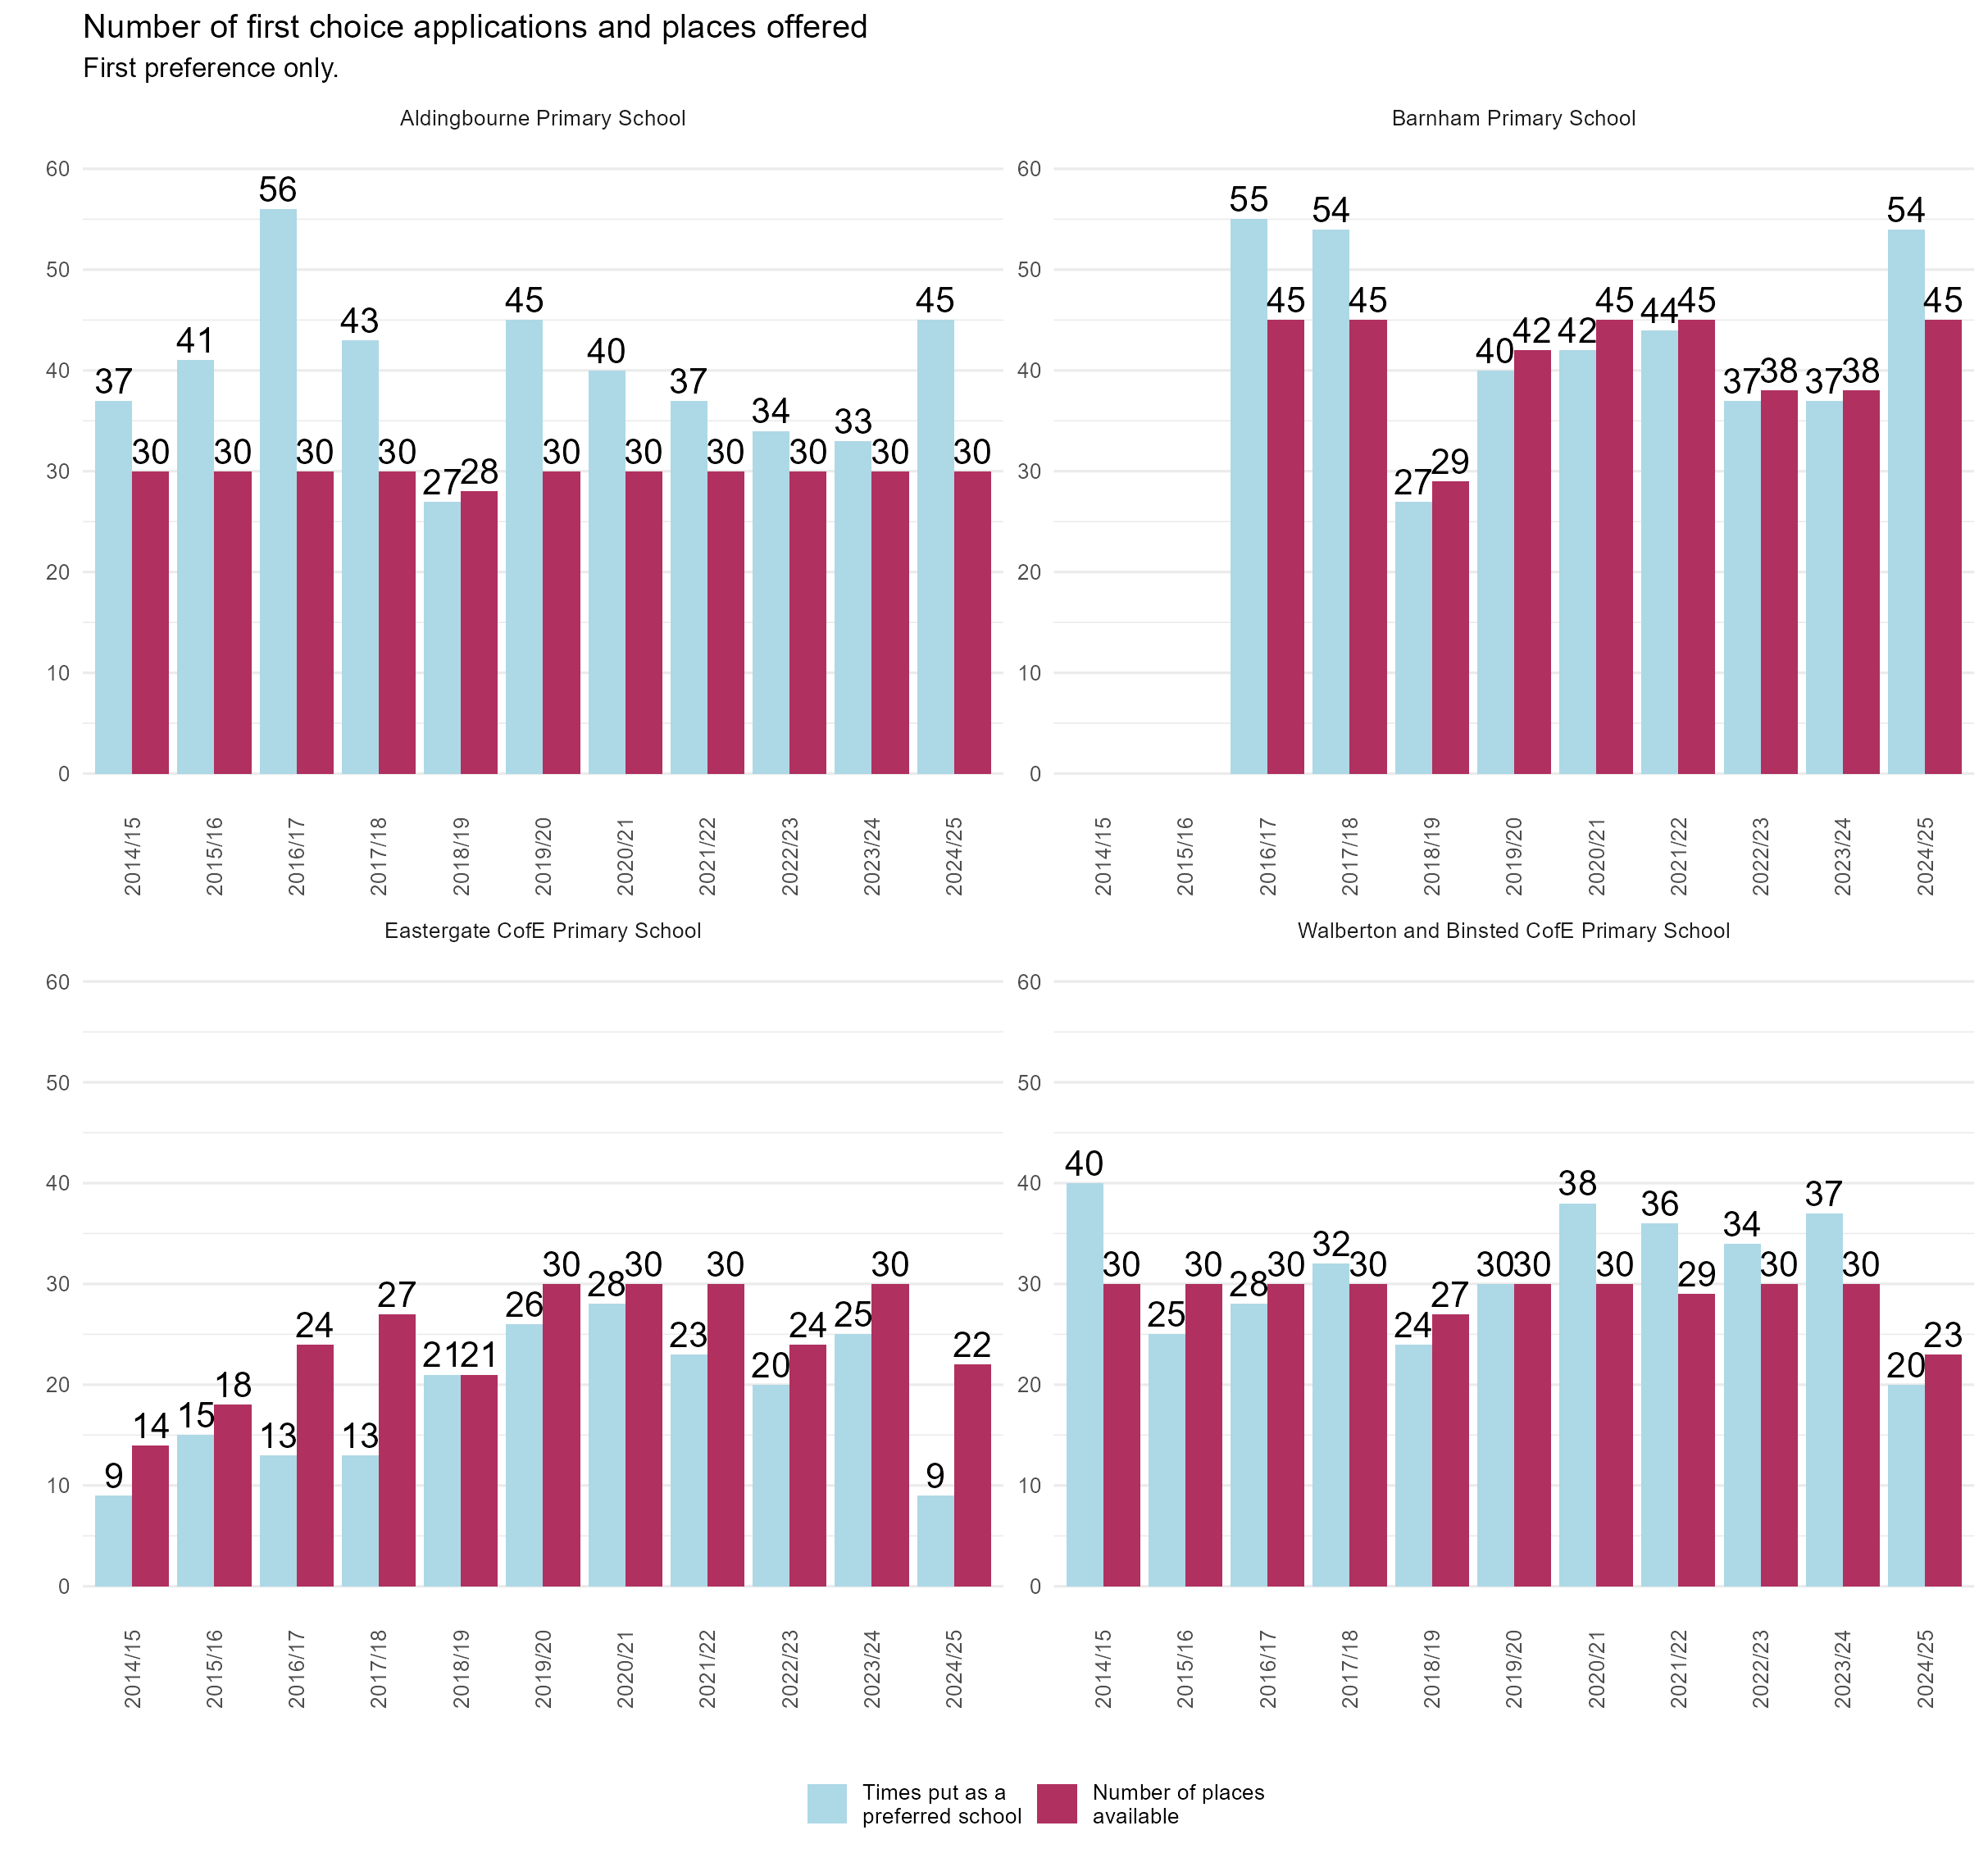 Number of first choice applications and places offered
First preference only.
Aldingbourne Primary School
60
50
40
30
20
10
0
37 30 41 30 56 30 43 30 27 28 45 30 40 30 37 30 34 30 33 30 45 30
2014/15 2015/16 2016/17 2017/18 2018/19 2019/20 2020/21 2021/22 2022/23 2023/24 2024/25
Barnham Primary School
60
50
40
30
20
10
0
55 45 54 45 27 29 40 42 42 45 44 45 37 38 37 38 54 45
2014/15 2015/16 2016/17 2017/18 2018/19 2019/20 2020/21 2021/22 2022/23 2023/24 2024/25
Eastergate CofE Primary School
60
50
40
30
20
10
0
9 14 15 18 13 24 13 27 21 21 26 30 28 30 23 30 20 24 25 30 9 22
2014/15 2015/16 2016/17 2017/18 2018/19 2019/20 2020/21 2021/22 2022/23 2023/24 2024/25
Walberton and Binsted CofE Primary School
60
50
40
30
20
10
0
40 30 25 30 28 30 32 30 24 27 30 30 38 30 36 29 34 30 37 30 20 23
2014/15 2015/16 2016/17 2017/18 2018/19 2019/20 2020/21 2021/22 2022/23 2023/24 2024/25
Times put as a
preferred school
Number of places
available